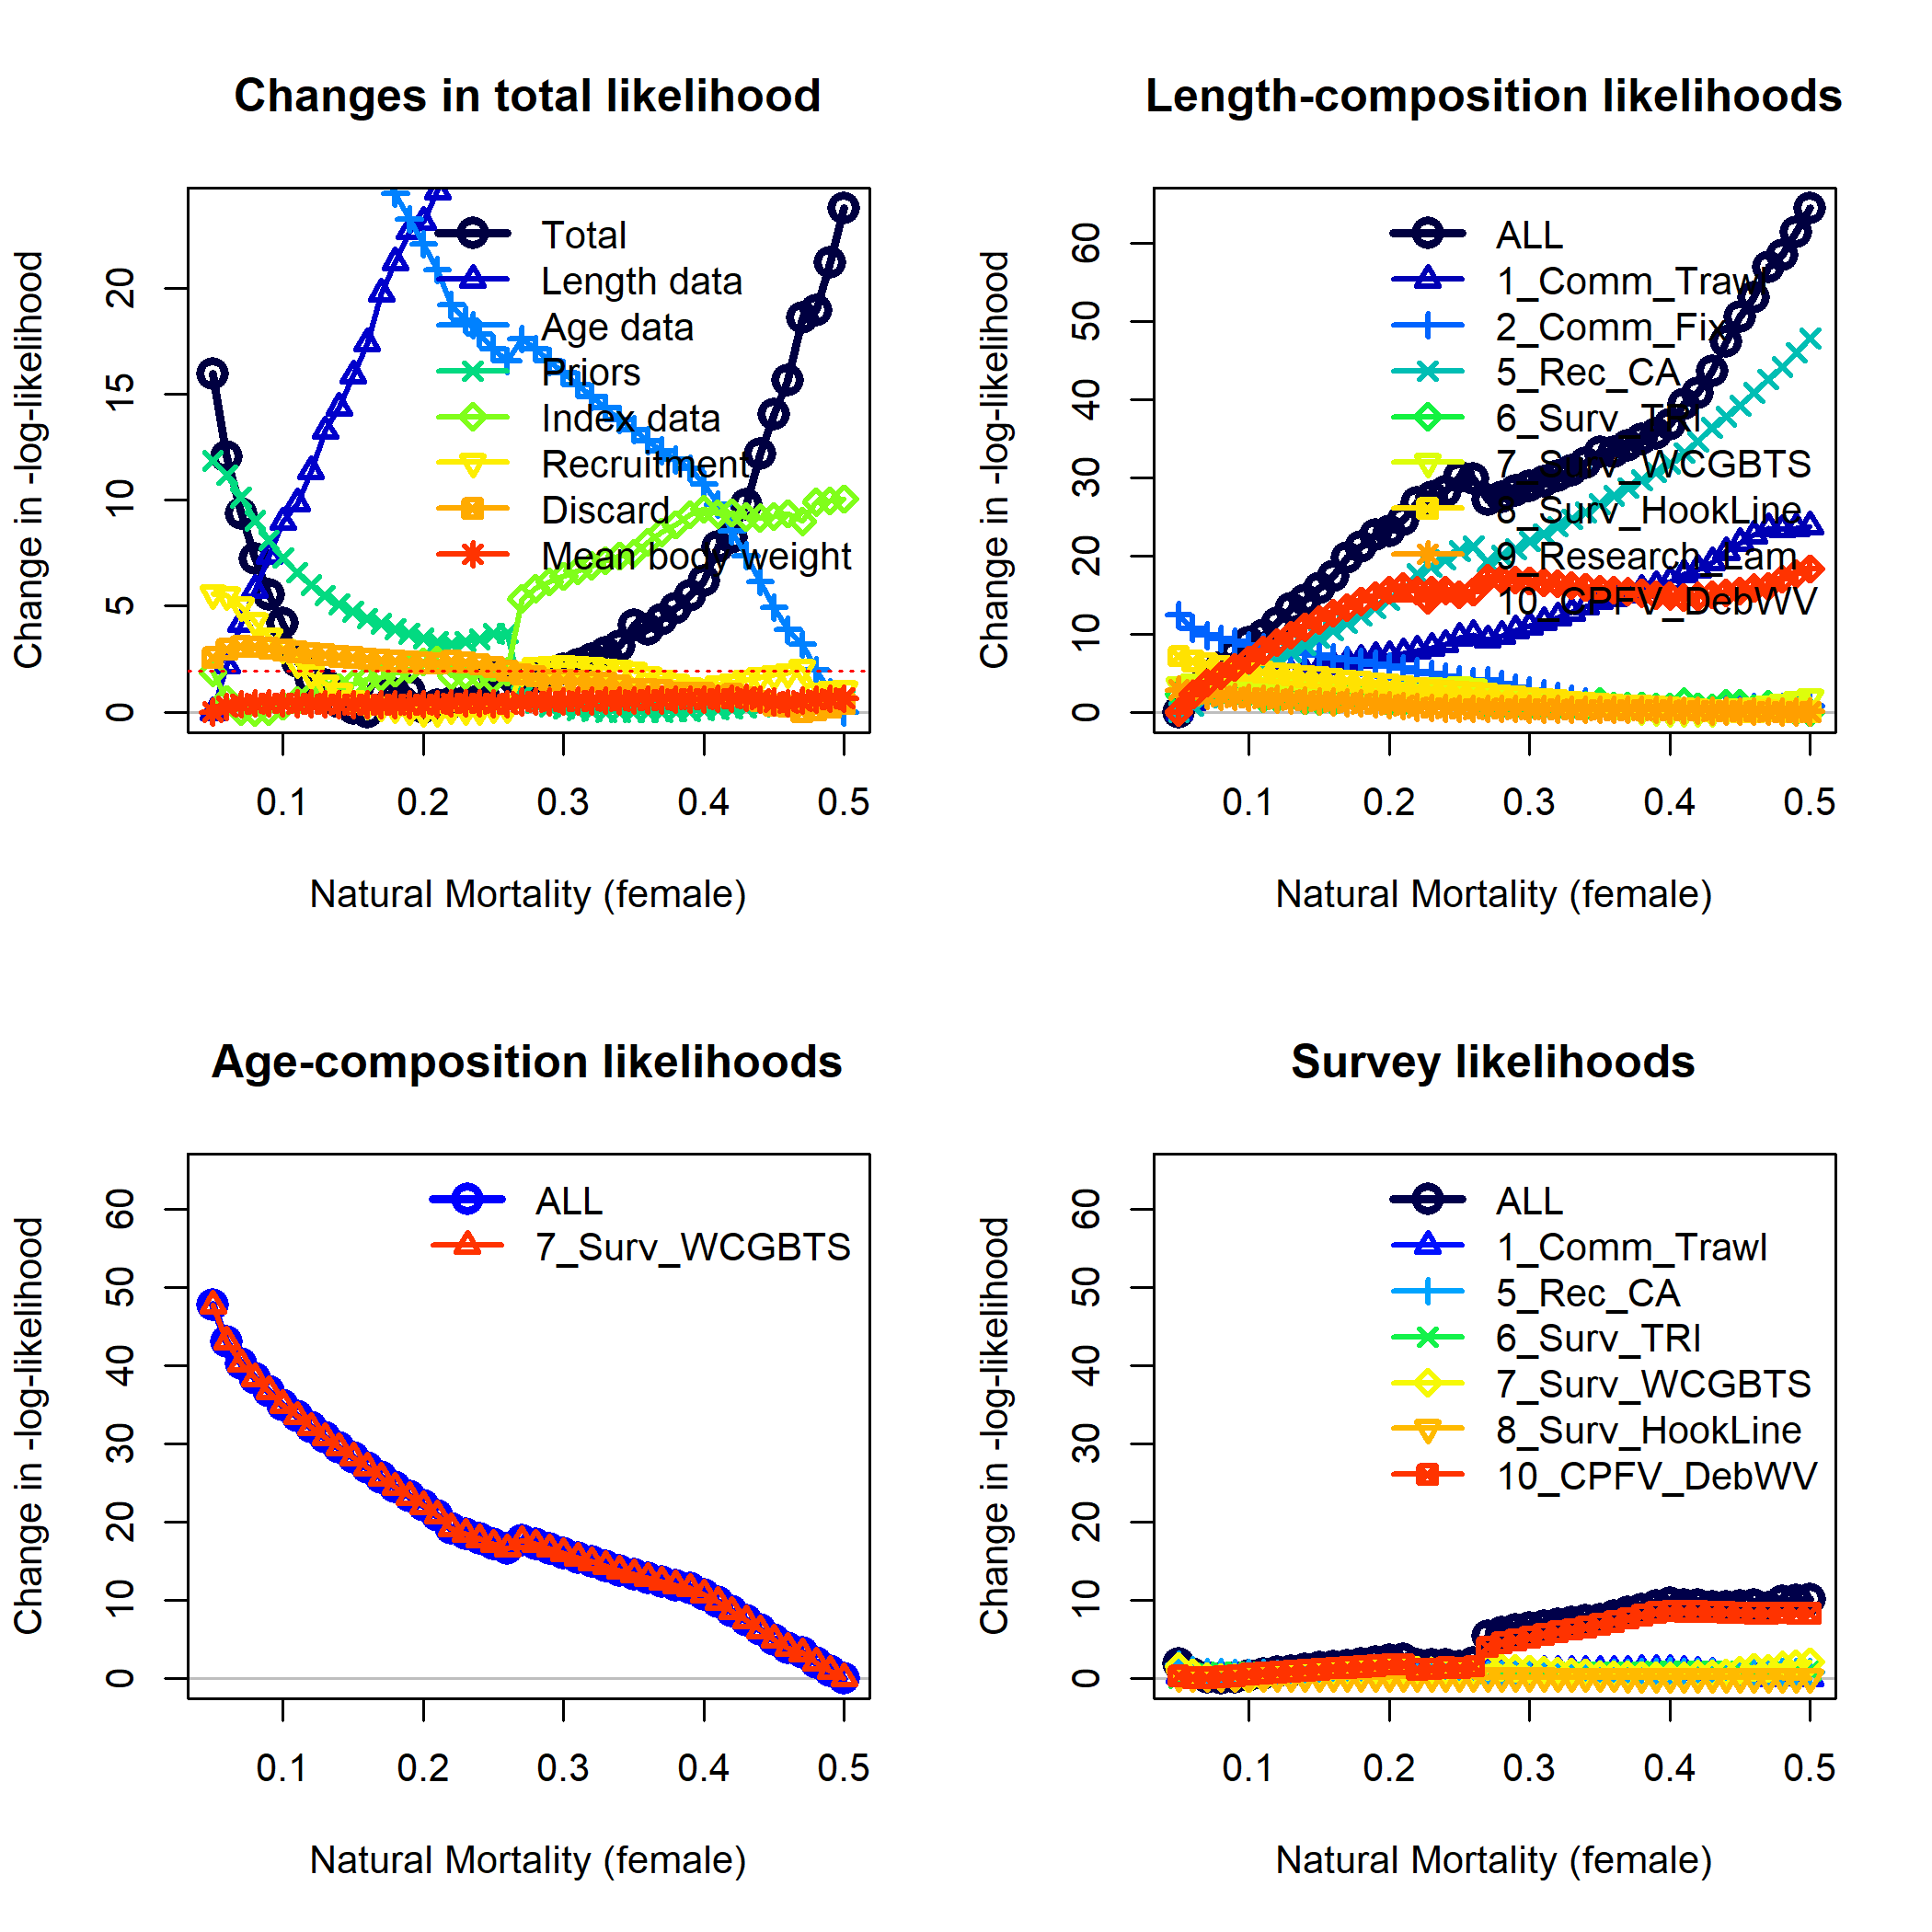 Changes in total likelihood
Change in -log-likelihood
0 5 10 15 20
Total
Length data
Age data
Priors
Index data
Recruitment
Discard
Mean body weight
0.1 0.2 0.3 0.4 0.5
Natural Mortality (female)
Length-composition likelihoods
Change in -log-likelihood
0 10 20 30 40 50 60
ALL
1_Comm_Trawl
2_Comm_Fix
5_Rec_CA
6_Surv_TRI
7_Surv_WCGBTS
8_Surv_HookLine
9_Research_Lam
10_CPFV_DebWV
0.1 0.2 0.3 0.4 0.5
Natural Mortality (female)
Age-composition likelihoods
Change in -log-likelihood
0 10 20 30 40 50 60
ALL
7_Surv_WCGBTS
0.1 0.2 0.3 0.4 0.5
Natural Mortality (female)
Survey likelihoods
Change in -log-likelihood
0 10 20 30 40 50 60
ALL
1_Comm_Trawl
5_Rec_CA
6_Surv_TRI
7_Surv_WCGBTS
8_Surv_HookLine
10_CPFV_DebWV
0.1 0.2 0.3 0.4 0.5
Natural Mortality (female)